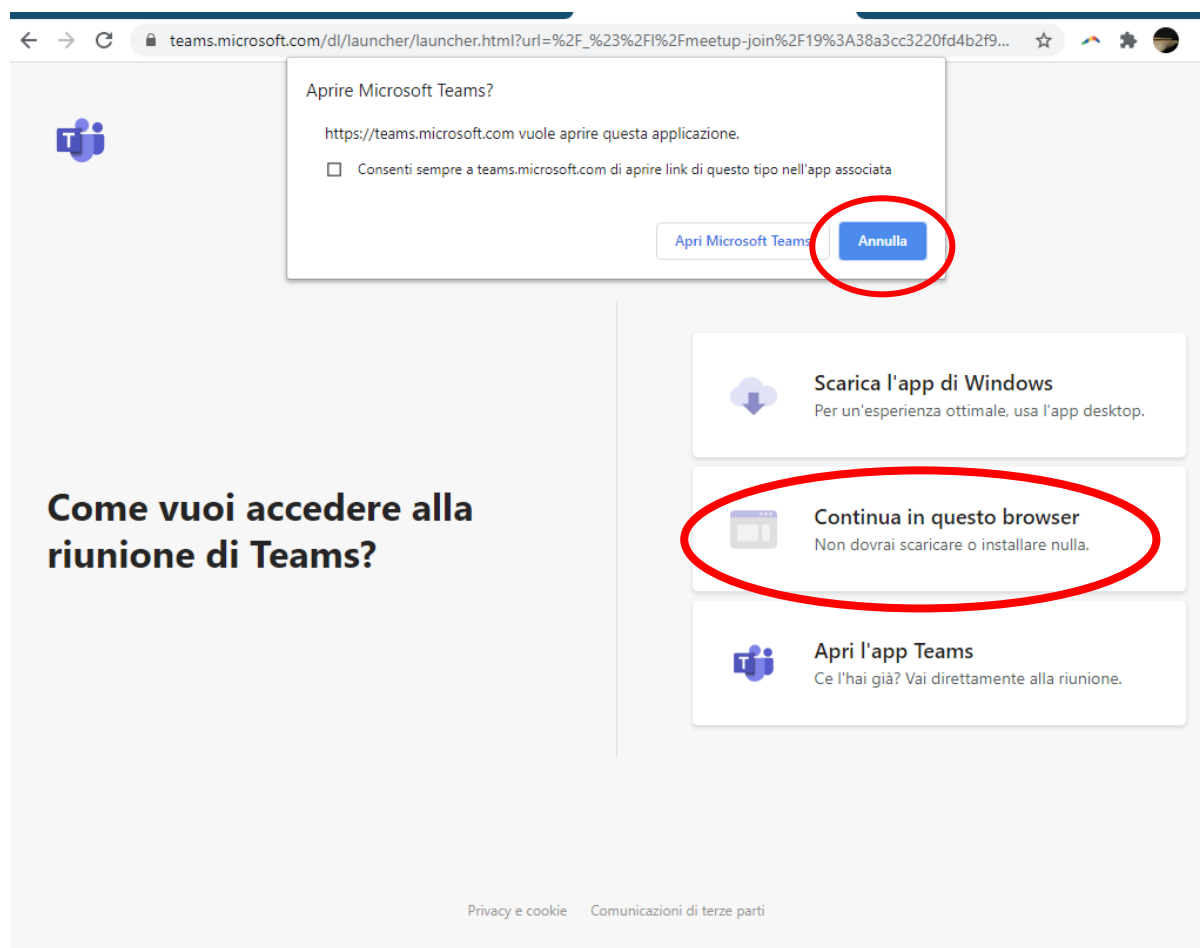 teams.microsoft.com/dl/launcher/launcher.html?url=%2F_%23%2Fl%2Fmeetup-join%2F19%3A38a3cc3220fd4b2f9...
Aprire Microsoft Teams?
https://teams.microsoft.com vuole aprire questa applicazione.
Consenti sempre a teams.microsoft.com di aprire link di questo tipo nell'app associata
Apri Microsoft Teams
Annulla
Scarica l'app di Windows
Per un'esperienza ottimale, usa l'app desktop.
Come vuoi accedere alla
riunione di Teams?
Continua in questo browser
Non dovrai scaricare o installare nulla.
Apri l'app Teams
Ce l'hai già? Vai direttamente alla riunione.
Privacy e cookie
Comunicazioni di terze parti